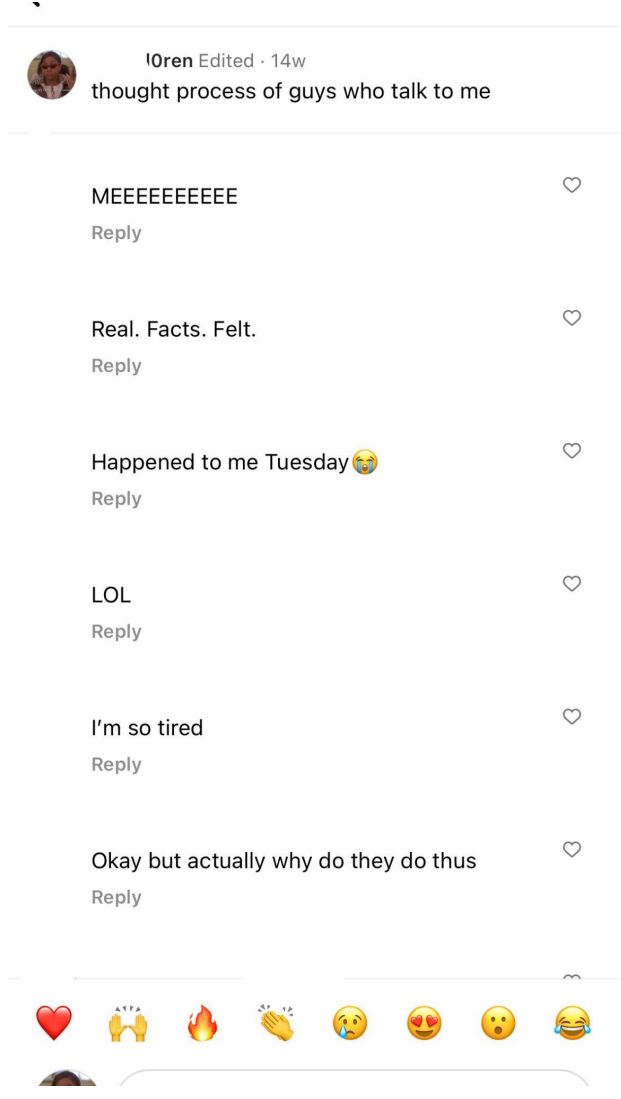 l0ren Edited · 14w
thought process of guys who talk to me
MEEEEEEEEEE
Reply
Real. Facts. Felt.
Reply
Happened to me Tuesday😭
Reply
LOL
Reply
I'm so tired
Reply
Okay but actually why do they do thus
Reply
❤️ 🙌 🔥 👏 😢 😍 😮 😂